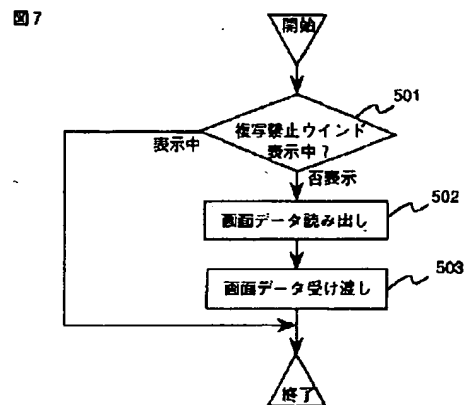 図7
開始
501
複写禁止ウインド
表示中?
表示中
否表示
502
画面データ読み出し
503
画面データ受け渡し
終了